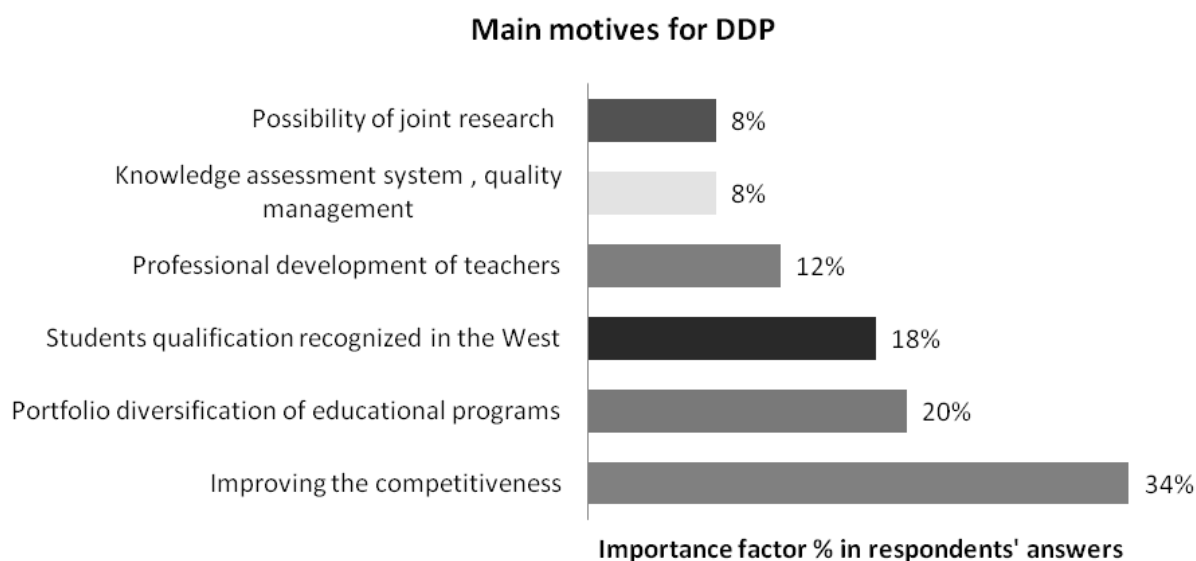 Main motives for DDP
Possibility of joint research
8%
Knowledge assessment system , quality
management
8%
Professional development of teachers
12%
Students qualification recognized in the West
18%
Portfolio diversification of educational programs
20%
Improving the competitiveness
34%
Importance factor % in respondents' answers